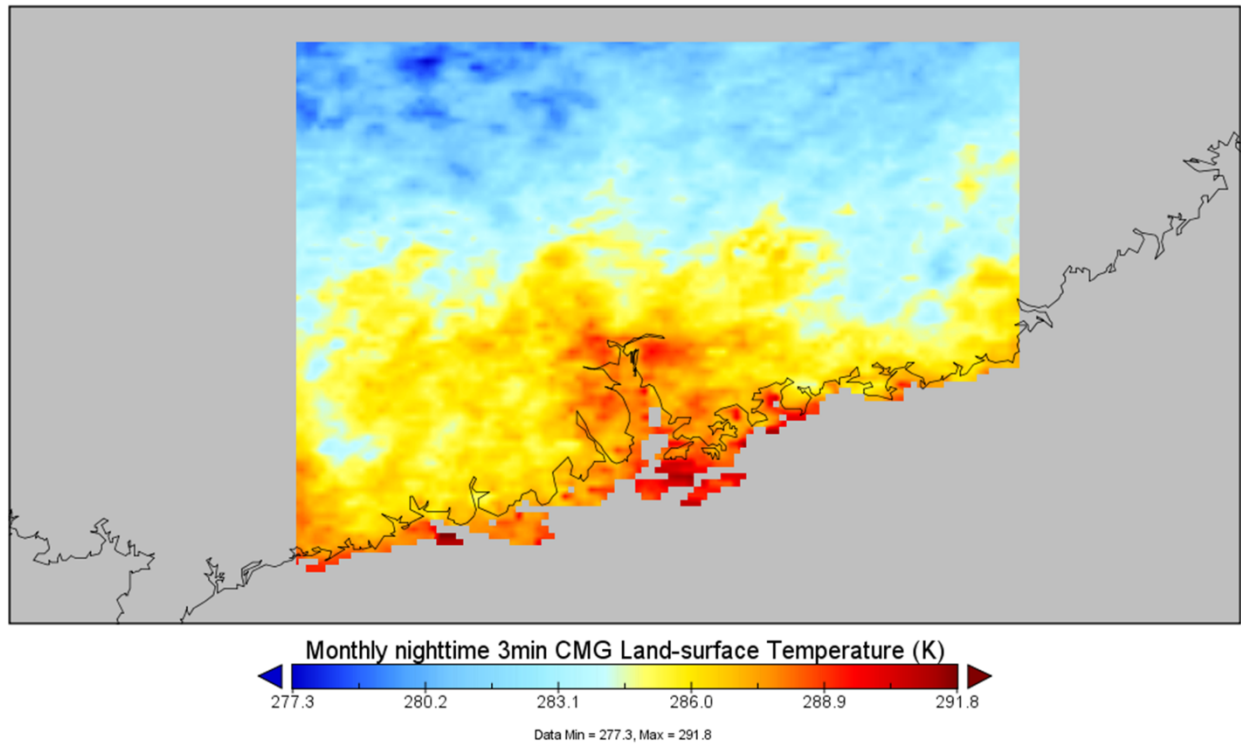 Monthly nighttime 3min CMG Land-surface Temperature (K)
277.3 280.2 283.1 286.0 288.9 291.8
Data Min = 277.3, Max = 291.8